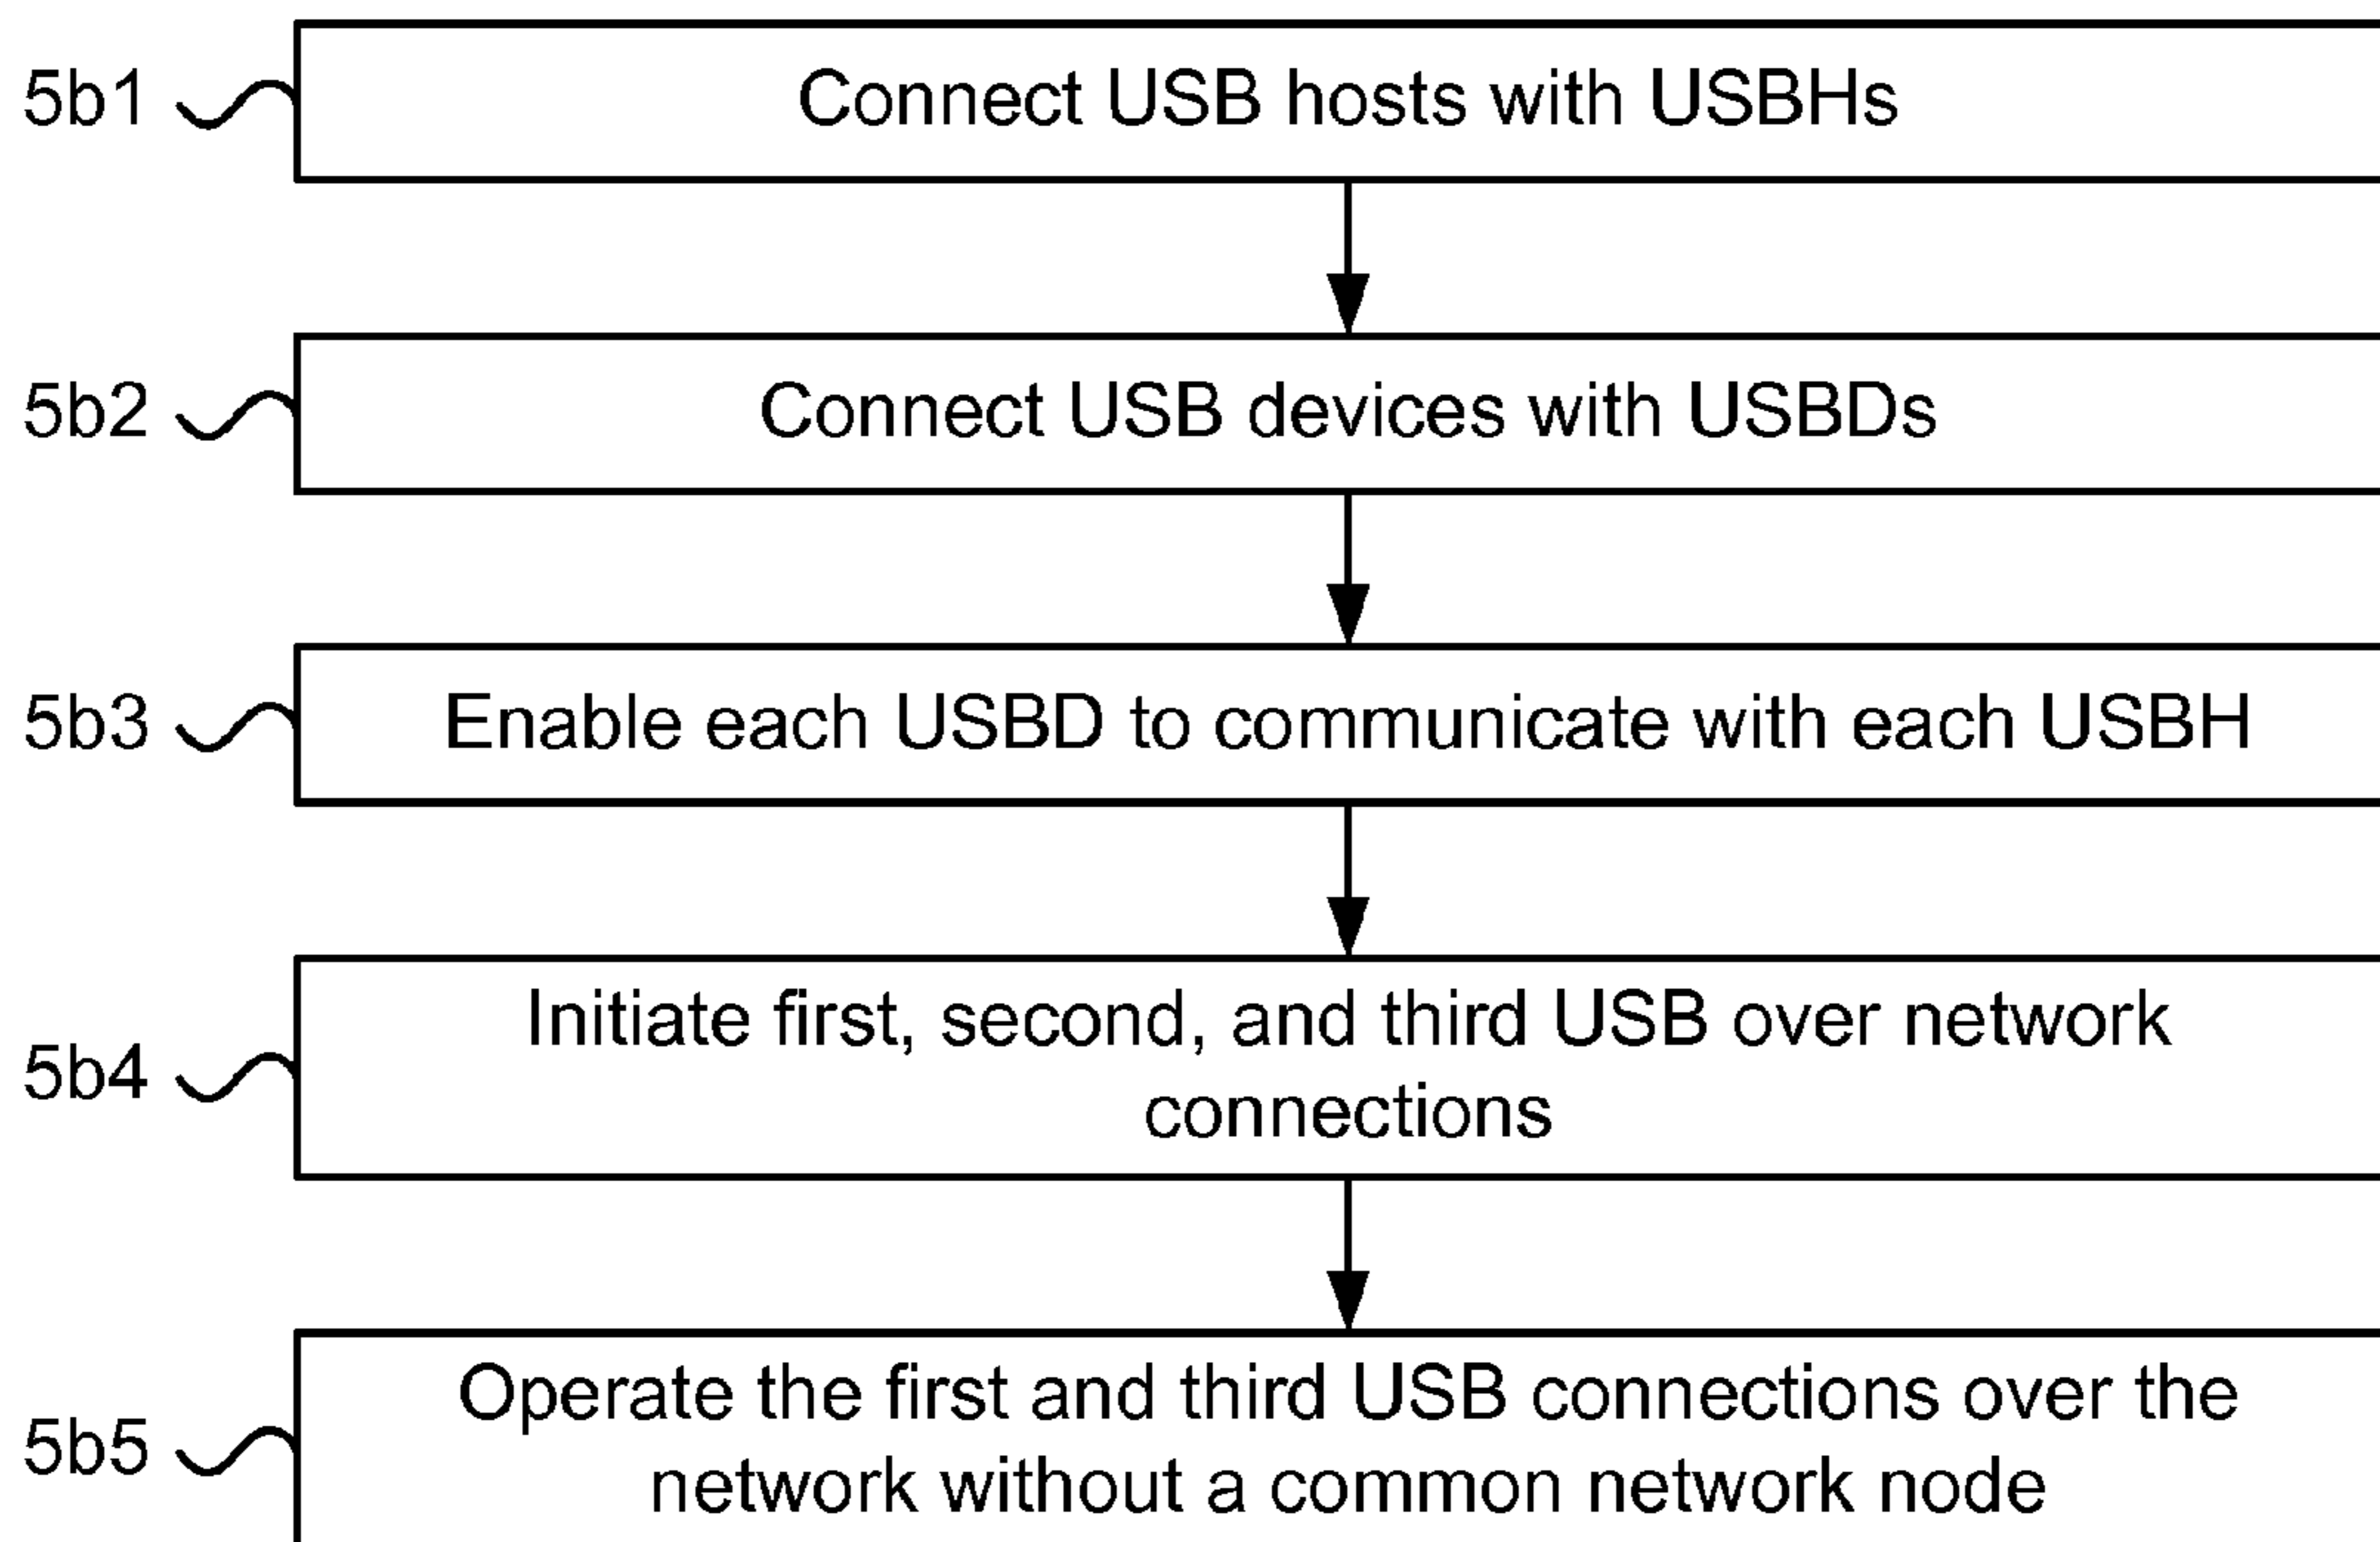 5b1
Connect USB hosts with USBHs
5b2
Connect USB devices with USBDs
5b3
Enable each USBD to communicate with each USBH
5b4
Initiate first, second, and third USB over network
connections
5b5
Operate the first and third USB connections over the
network without a common network node